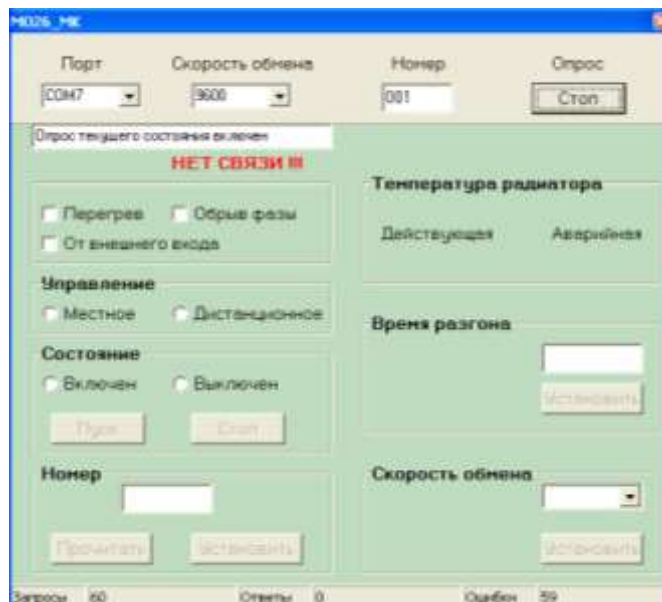 МО26_МК
Порт Скорость обмена Номер Опрос
COM7 9600 001 Стоп
Опрос текущего состояния включен
НЕТ СВЯЗИ !!!
Перегрев Обрыв фазы
От внешнего входа
Управление
Местное Дистанционное
Состояние
Включен Выключен
Пуск Стоп
Номер
Прочитать Установить
Температура радиатора
Действующая Аварийная
Время разгона
Установить
Скорость обмена
Установить
Запросы 60 Ответы 0 Ошибки 59